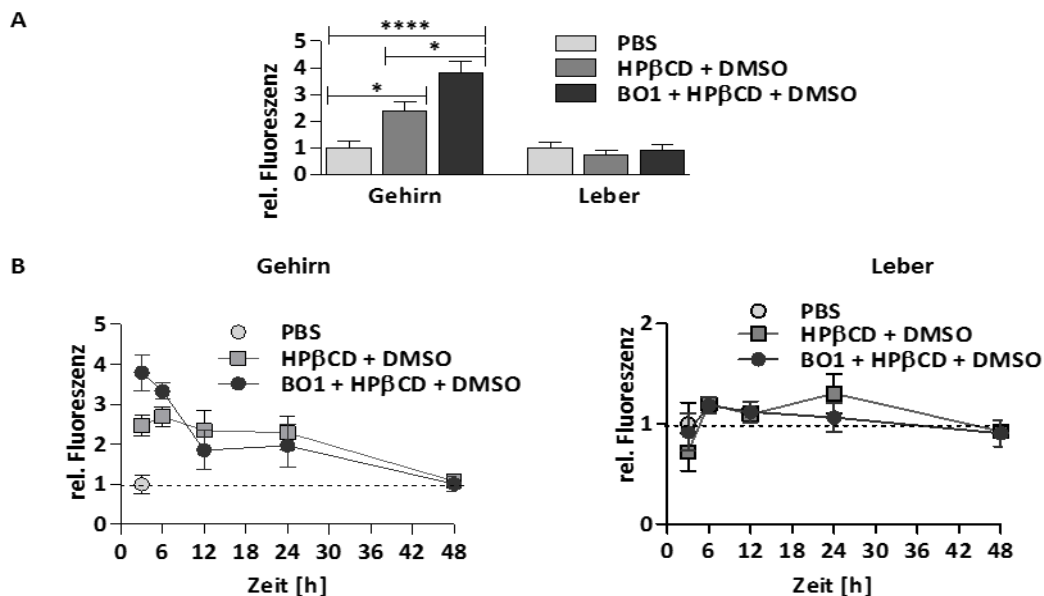 A
rel. Fluoreszenz
5
4
3
2
1
0
****
*
*
PBS
HPβCD + DMSO
BO1 + HPβCD + DMSO
Gehirn
Leber
B
Gehirn
rel. Fluoreszenz
5
4
3
2
1
0
PBS
HPβCD + DMSO
BO1 + HPβCD + DMSO
0 6 12 18 24 30 36 42 48
Zeit [h]
Leber
rel. Fluoreszenz
2
1
0
PBS
HPβCD + DMSO
BO1 + HPβCD + DMSO
0 6 12 18 24 30 36 42 48
Zeit [h]